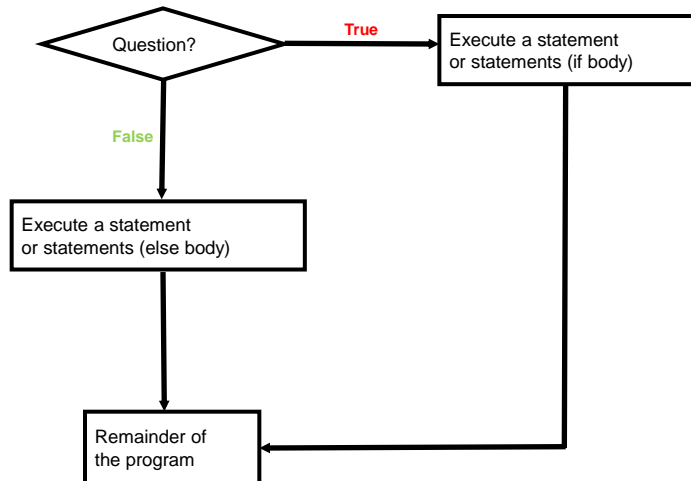 Question?
True
Execute a statement
or statements (if body)
False
Execute a statement
or statements (else body)
Remainder of
the program